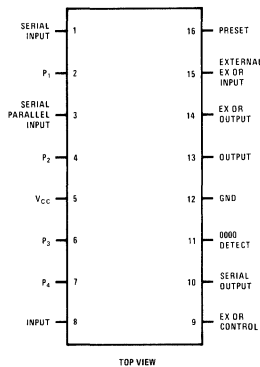 SERIAL
INPUT
1
P1
2
SERIAL
PARALLEL
INPUT
3
P2
4
VCC
5
P3
6
P4
7
INPUT
8
16
PRESET
15
EXTERNAL
EX OR
INPUT
14
EX OR
OUTPUT
13
OUTPUT
12
GND
11
0000
DETECT
10
SERIAL
OUTPUT
9
EX OR
CONTROL
TOP VIEW